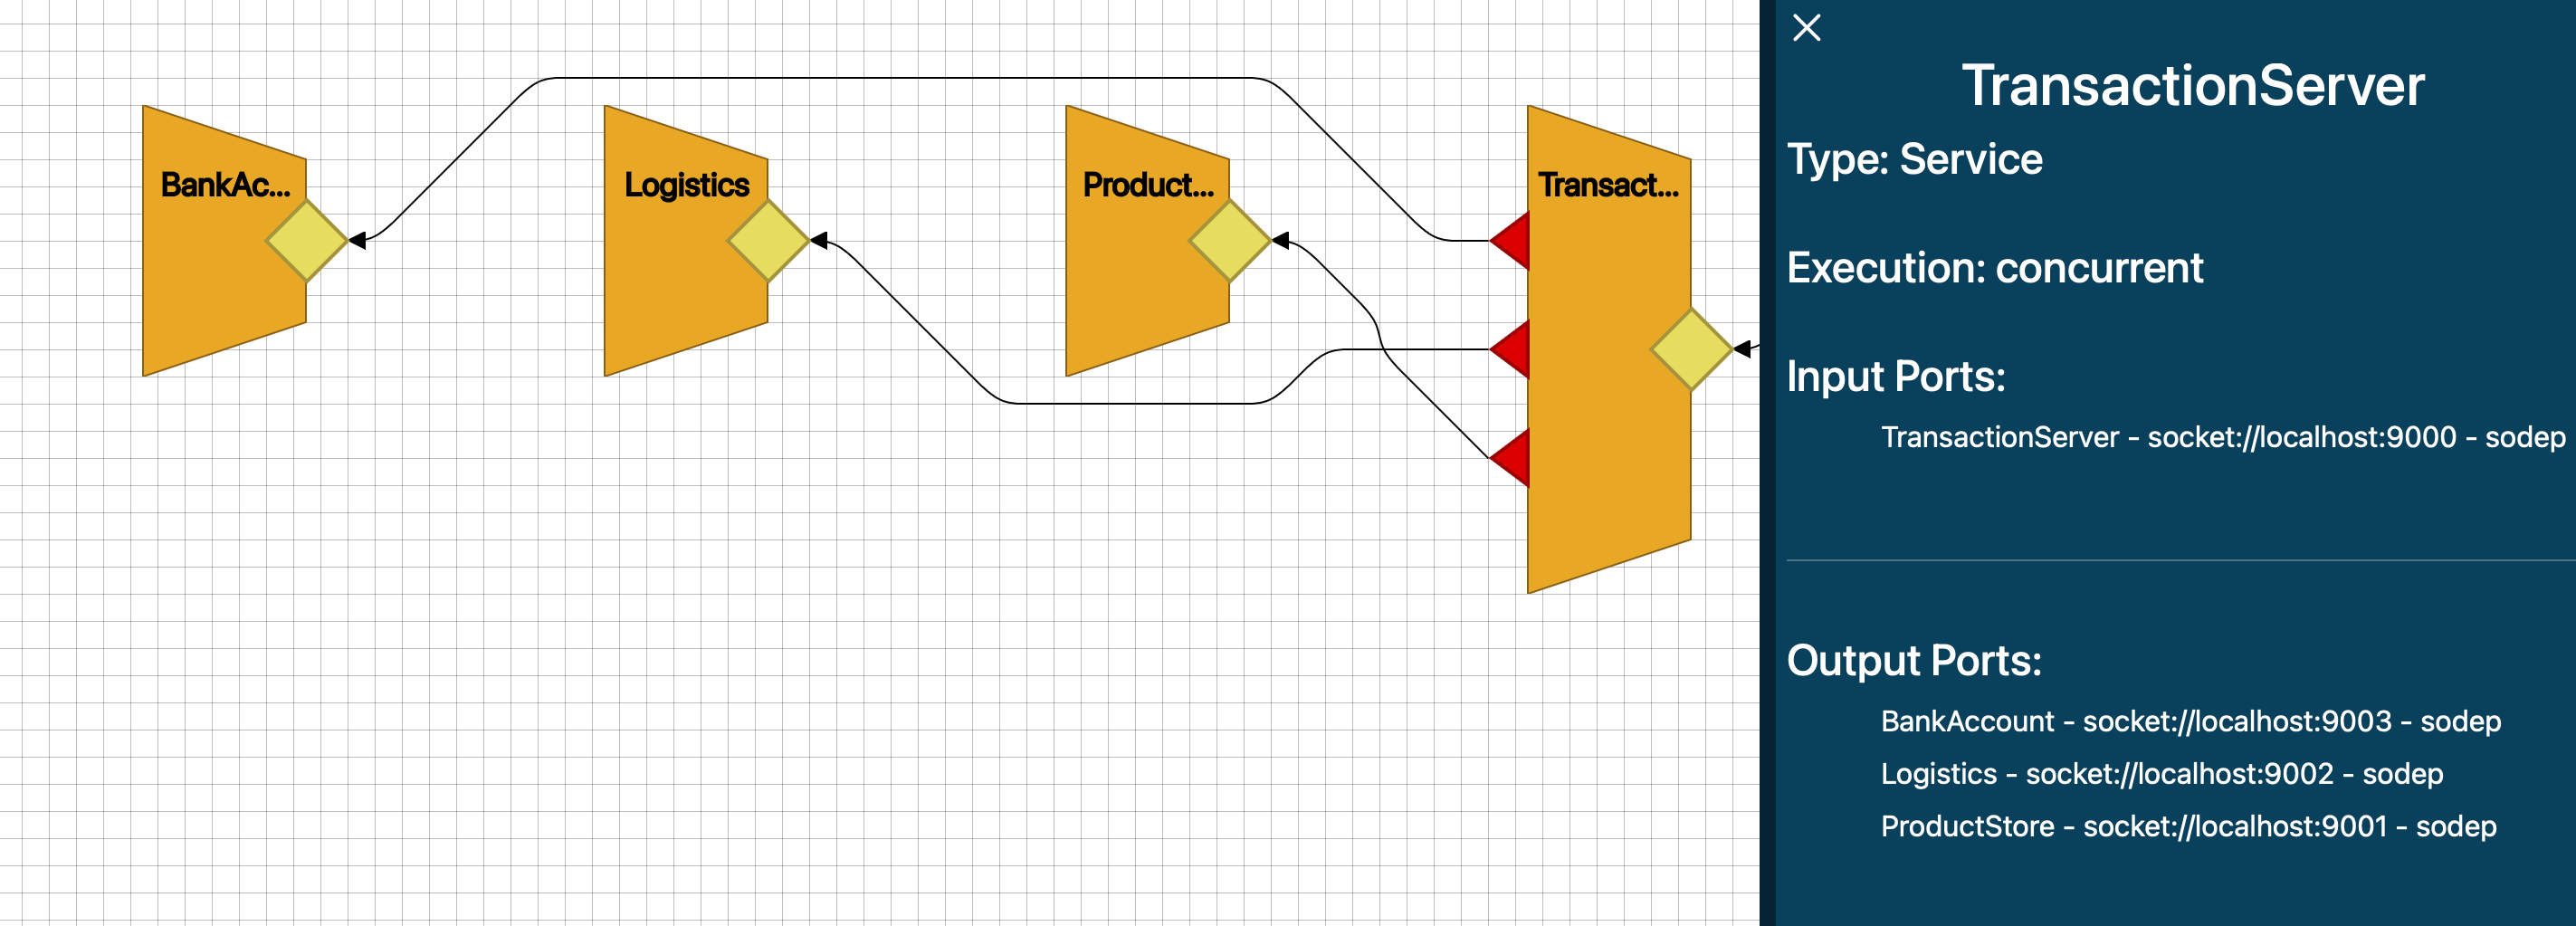 BankAc...
Logistics
Product...
Transact...
TransactionServer
Type: Service
Execution: concurrent
Input Ports:
TransactionServer - socket://localhost:9000 - sodep
Output Ports:
BankAccount - socket://localhost:9003 - sodep
Logistics - socket://localhost:9002 - sodep
ProductStore - socket://localhost:9001 - sodep